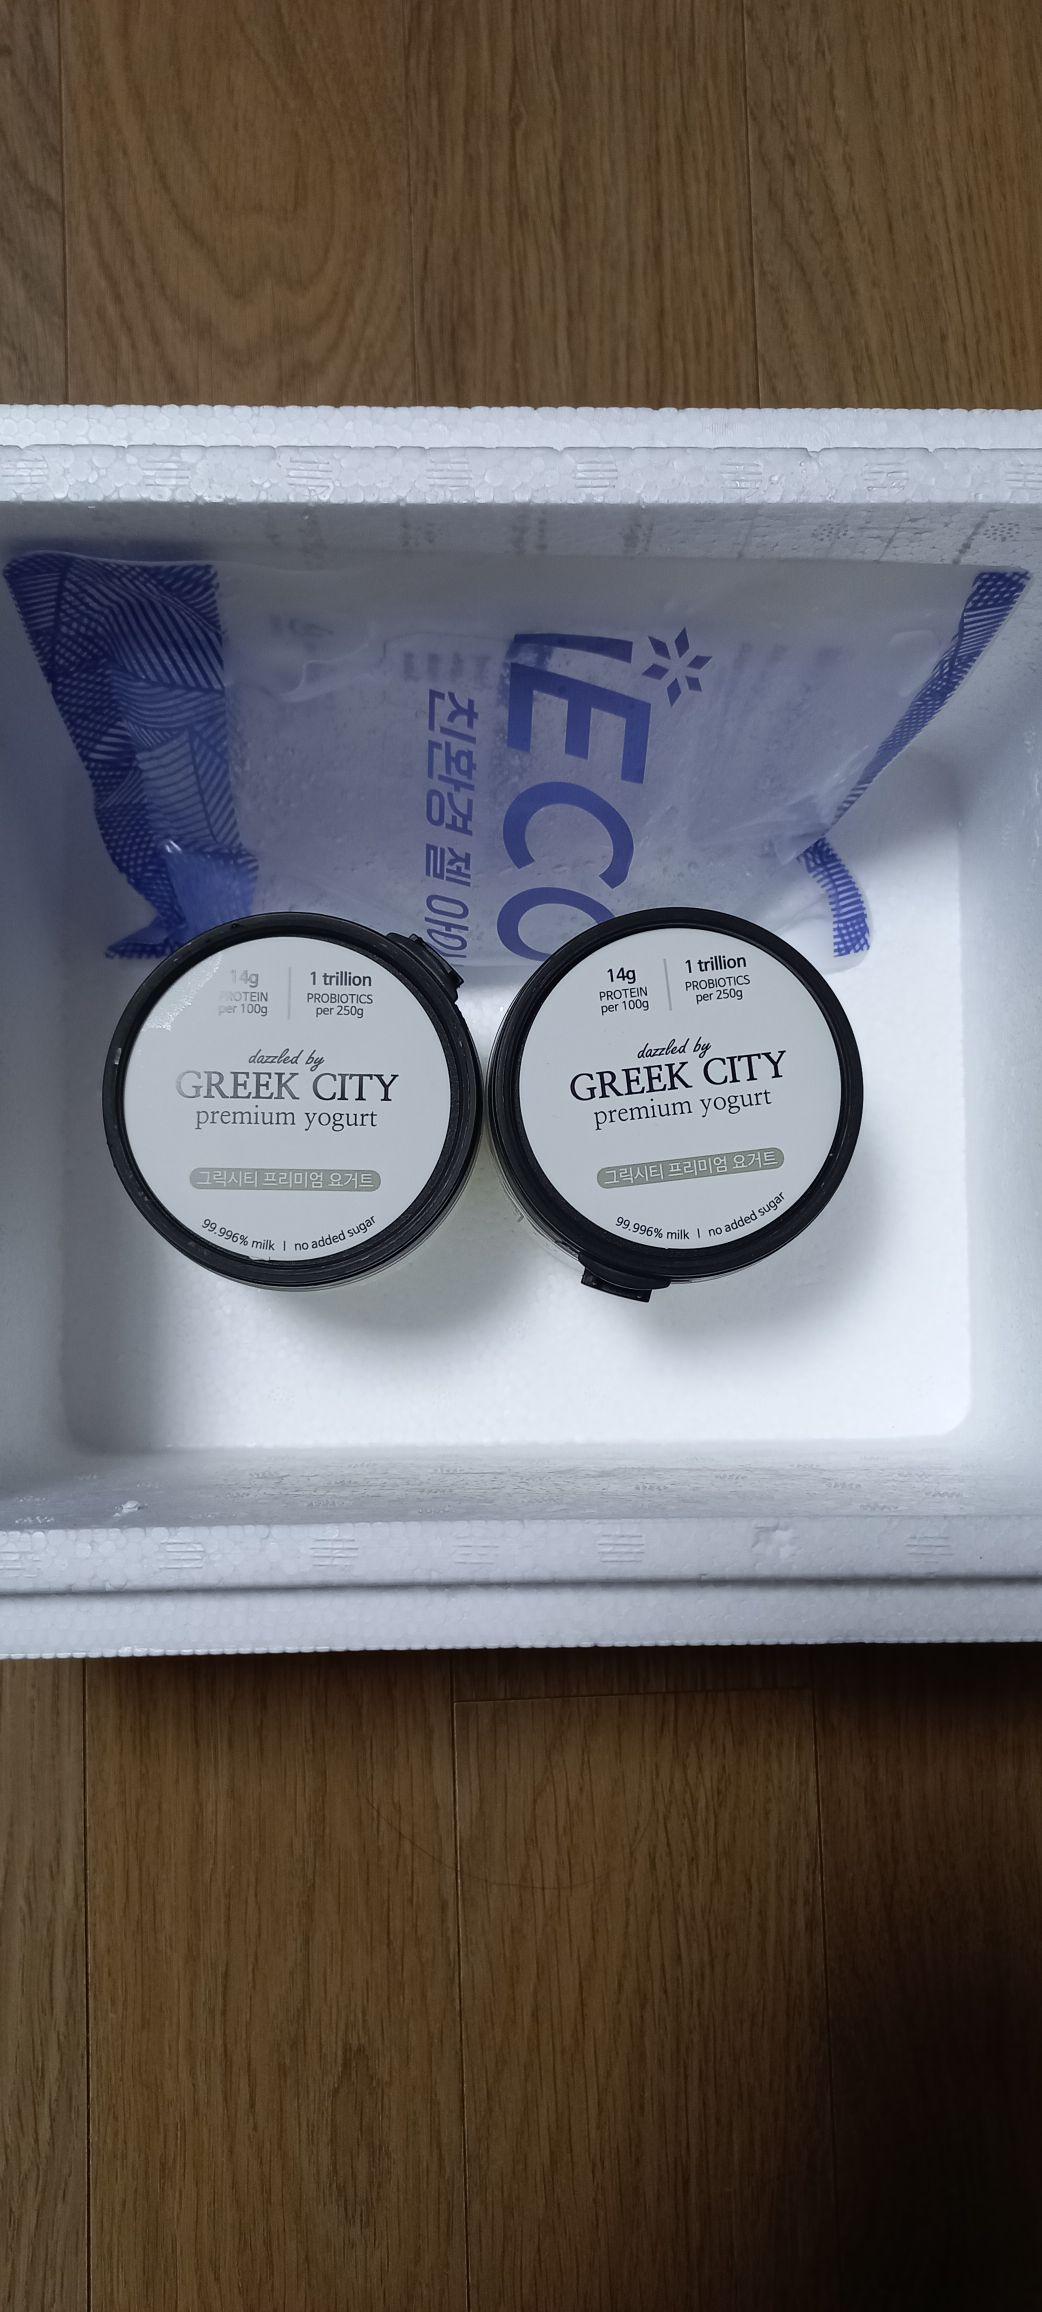 ECO
친환경 젤 아이
14g
PROTEIN
per 100g
1 trillion
PROBIOTICS
per 250g
dazzled by
GREEK CITY
premium yogurt
그릭시티 프리미엄 요거트
99.996% milk | no added sugar
14g
PROTEIN
per 100g
1 trillion
PROBIOTICS
per 250g
dazzled by
GREEK CITY
premium yogurt
그릭시티 프리미엄 요거트
99.996% milk | no added sugar